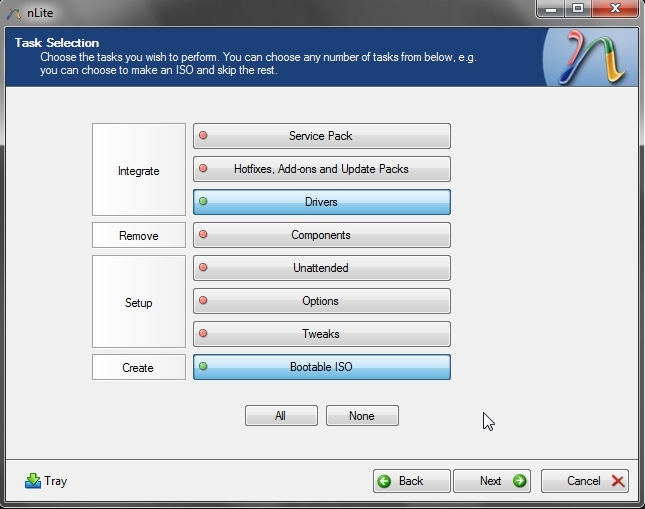 nLite
Task Selection
Choose the tasks you wish to perform. You can choose any number of tasks from below, e.g.
you can choose to make an ISO and skip the rest.
Integrate
Service Pack
Hotfixes, Add-ons and Update Packs
Drivers
Remove
Components
Setup
Unattended
Options
Tweaks
Create
Bootable ISO
All
None
Tray
Back
Next
Cancel